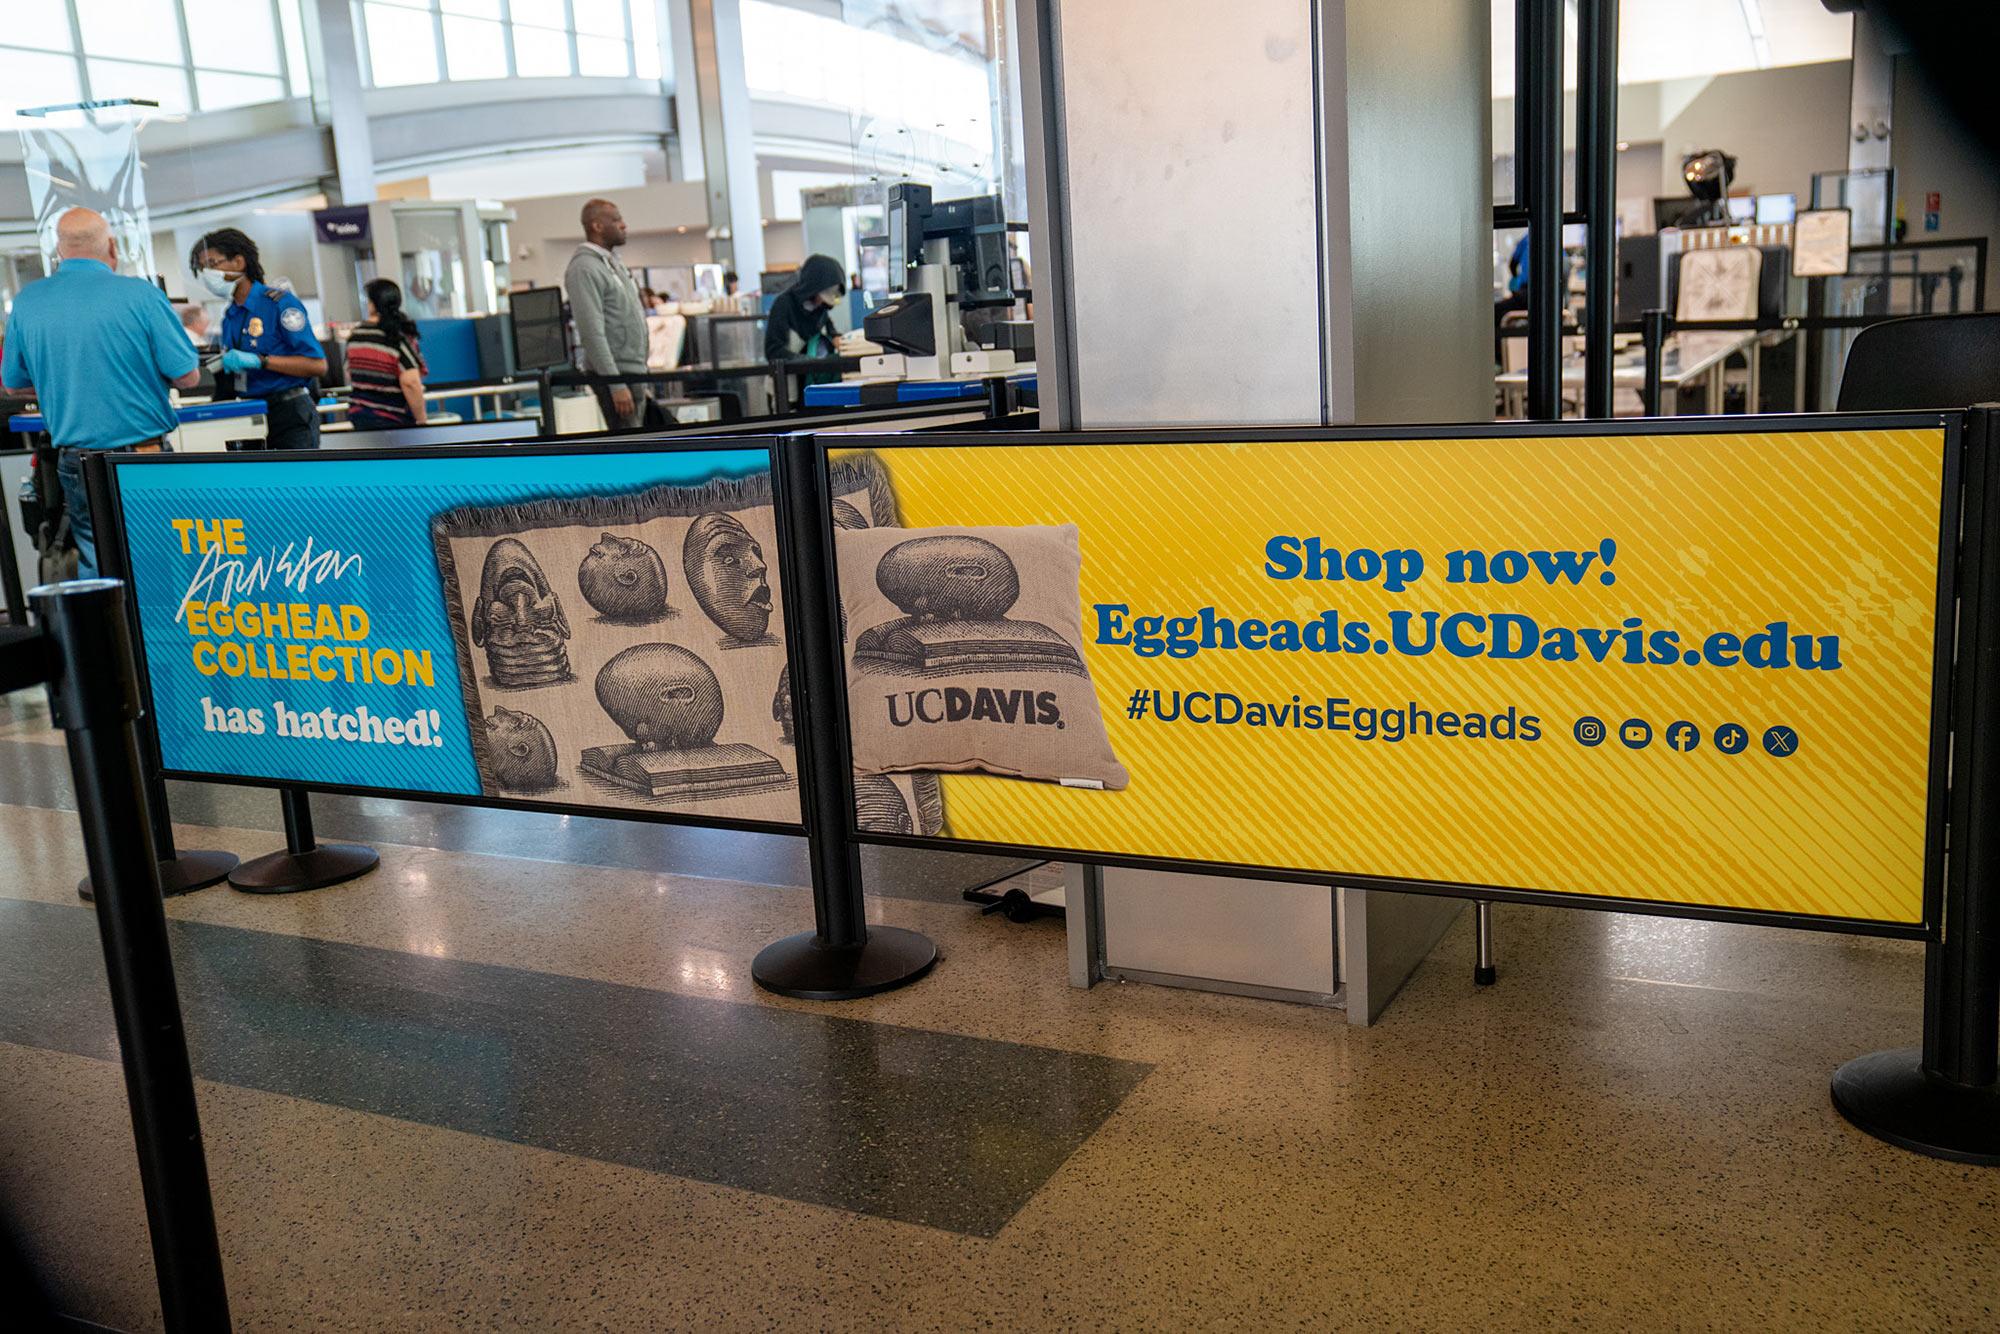 THE
Arneson
EGGHEAD
COLLECTION
has hatched!
UCDAVIS®
Shop now!
Eggheads.UCDavis.edu
#UCDavisEggheads